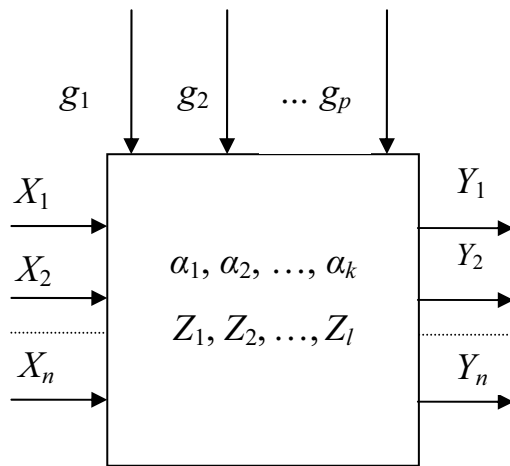 g₁ g₂ ... gₚ
X₁
Y₁
X₂
Y₂
α₁, α₂, …, αₖ
Z₁, Z₂, …, Zₗ
Xₙ
Yₙ